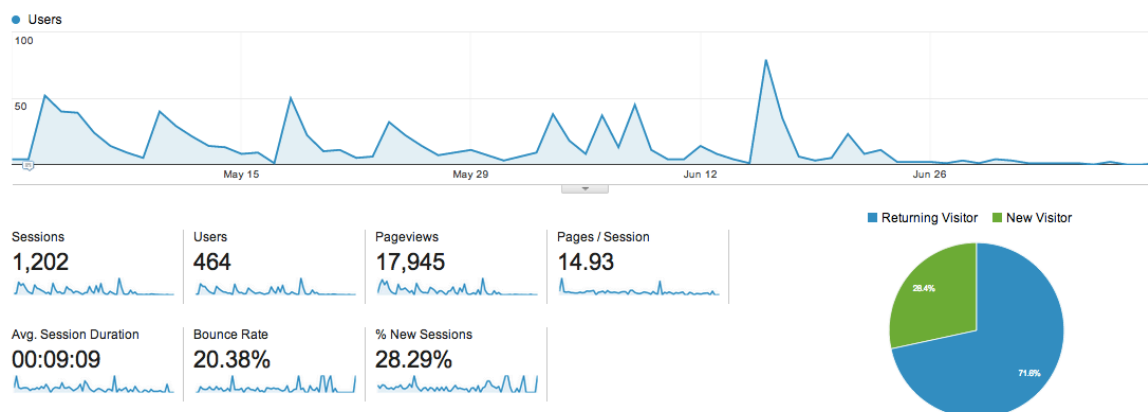 Users
100
50
May 15
May 29
Jun 12
Jun 26
Returning Visitor
New Visitor
Sessions
1,202
Users
464
Pageviews
17,945
Pages / Session
14.93
Avg. Session Duration
00:09:09
Bounce Rate
20.38%
% New Sessions
28.29%
28.4%
71.6%